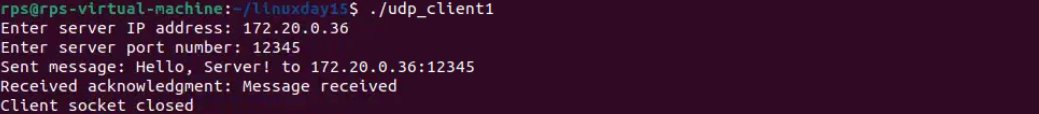 rps@rps-virtual-machine:~/linuxday15$ ./udp_client1
Enter server IP address: 172.20.0.36
Enter server port number: 12345
Sent message: Hello, Server! to 172.20.0.36:12345
Received acknowledgment: Message received
Client socket closed